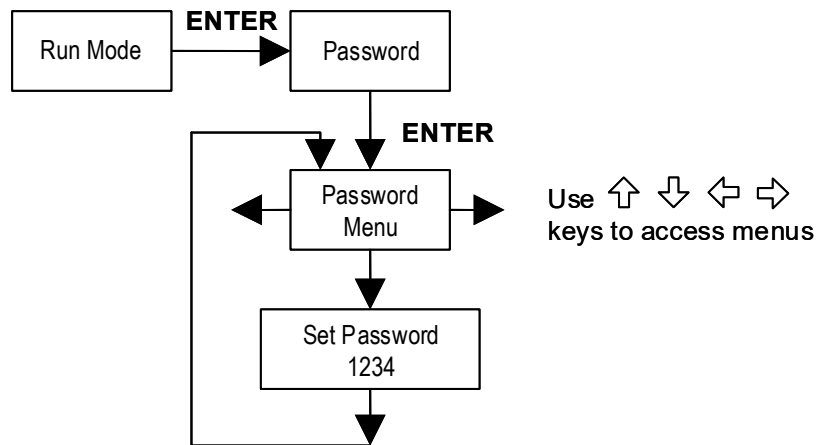 ENTER
Run Mode
Password
ENTER
Password
Menu
Use ⇧ ⇩ ⇦ ⇨
keys to access menus
Set Password
1234